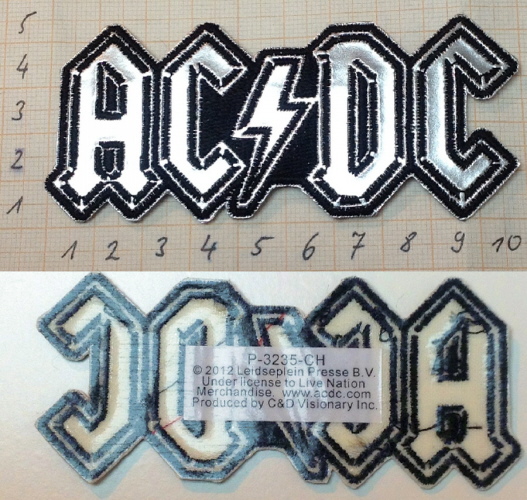 5
4
3
2
1
AC⚡DC
1 2 3 4 5 6 7 8 9 10
P-3235-CH
© 2012 Leidseplein Presse B.V.
Under license to Live Nation
Merchandise. www.acdc.com
Produced by C&D Visionary Inc.